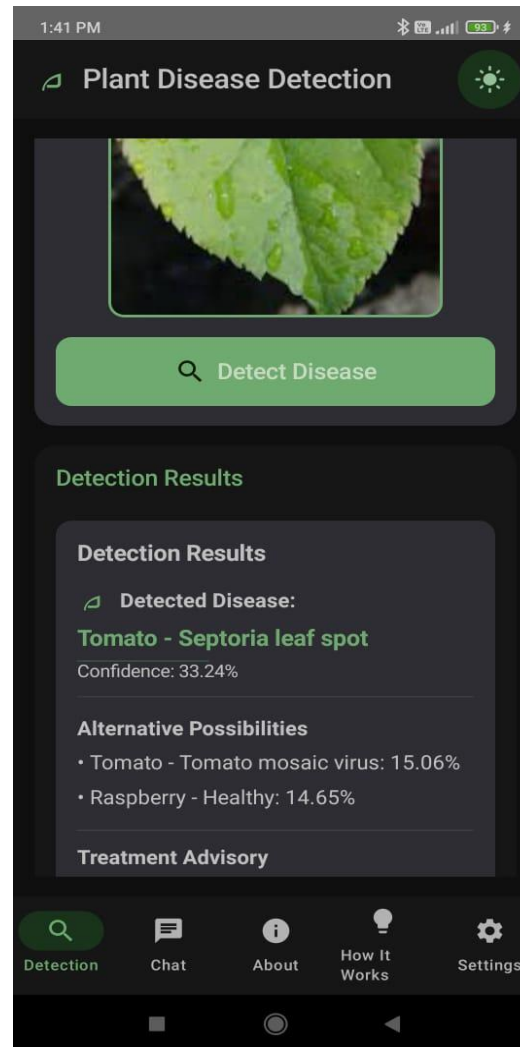 1:41 PM
93
Plant Disease Detection
Detect Disease
Detection Results
Detection Results
Detected Disease:
Tomato - Septoria leaf spot
Confidence: 33.24%
Alternative Possibilities
• Tomato - Tomato mosaic virus: 15.06%
• Raspberry - Healthy: 14.65%
Treatment Advisory
Detection
Chat
About
How It
Works
Settings